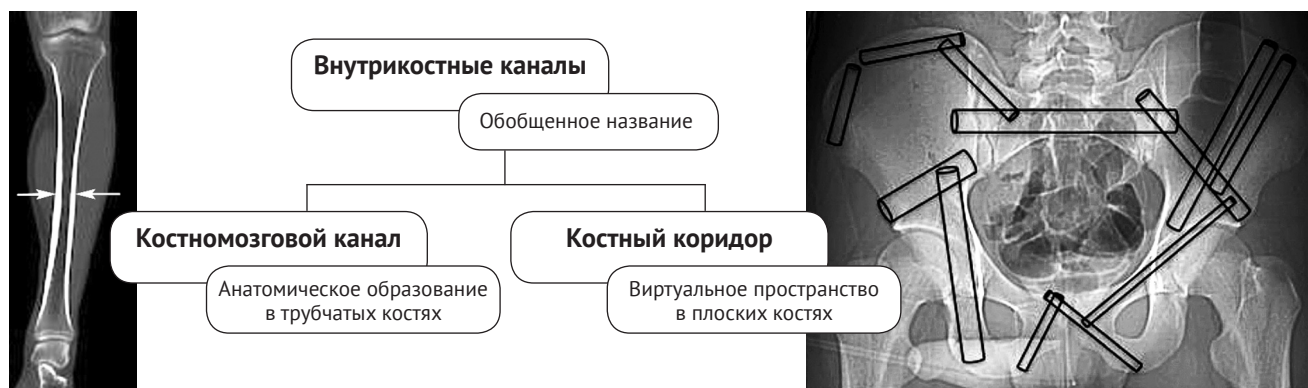 Внутрикостные каналы
Обобщенное название
Костномозговой канал
Костный коридор
Анатомическое образование
в трубчатых костях
Виртуальное пространство
в плоских костях